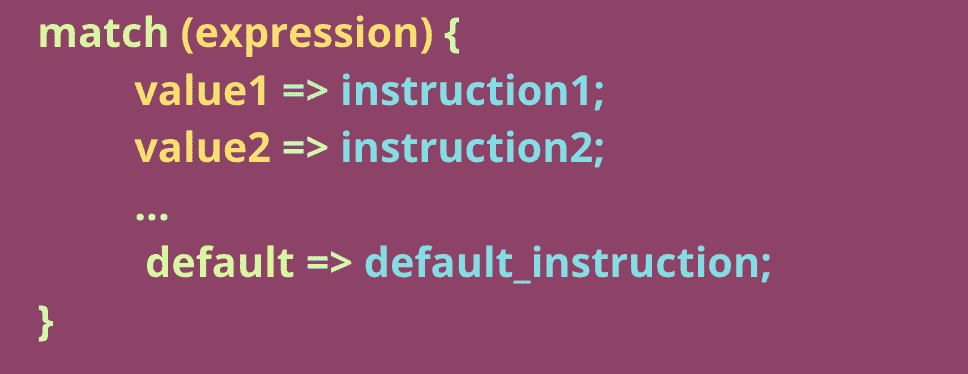 match (expression) {
value1 => instruction1;
value2 => instruction2;
...
default => default_instruction;
}